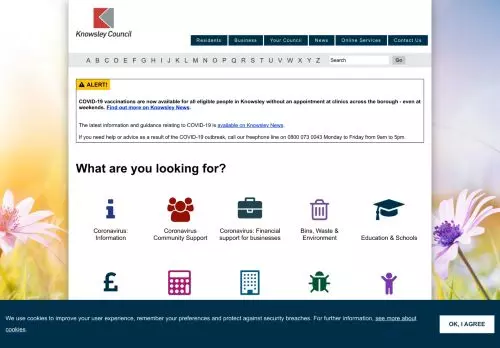 Knowsley Council
Residents Business Your Council News Online Services Contact Us
A B C D E F G H I J K L M N O P Q R S T U V W X Y Z Search Go
ALERT!
COVID-19 vaccinations are now available for all eligible people in Knowsley without an appointment at clinics across the borough - even at
weekends. Find out more on Knowsley News.
The latest information and guidance relating to COVID-19 is available on Knowsley News.
If you need help or advice as a result of the COVID-19 outbreak, call our freephone line on 0800 073 0043 Monday to Friday from 9am to 5pm.
What are you looking for?
Coronavirus:
Information
Coronavirus
Community Support
Coronavirus: Financial
support for businesses
Bins, Waste &
Environment
Education & Schools
We use cookies to improve your user experience, remember your preferences and protect against security breaches. For further information, see more about
cookies.
OK, I AGREE